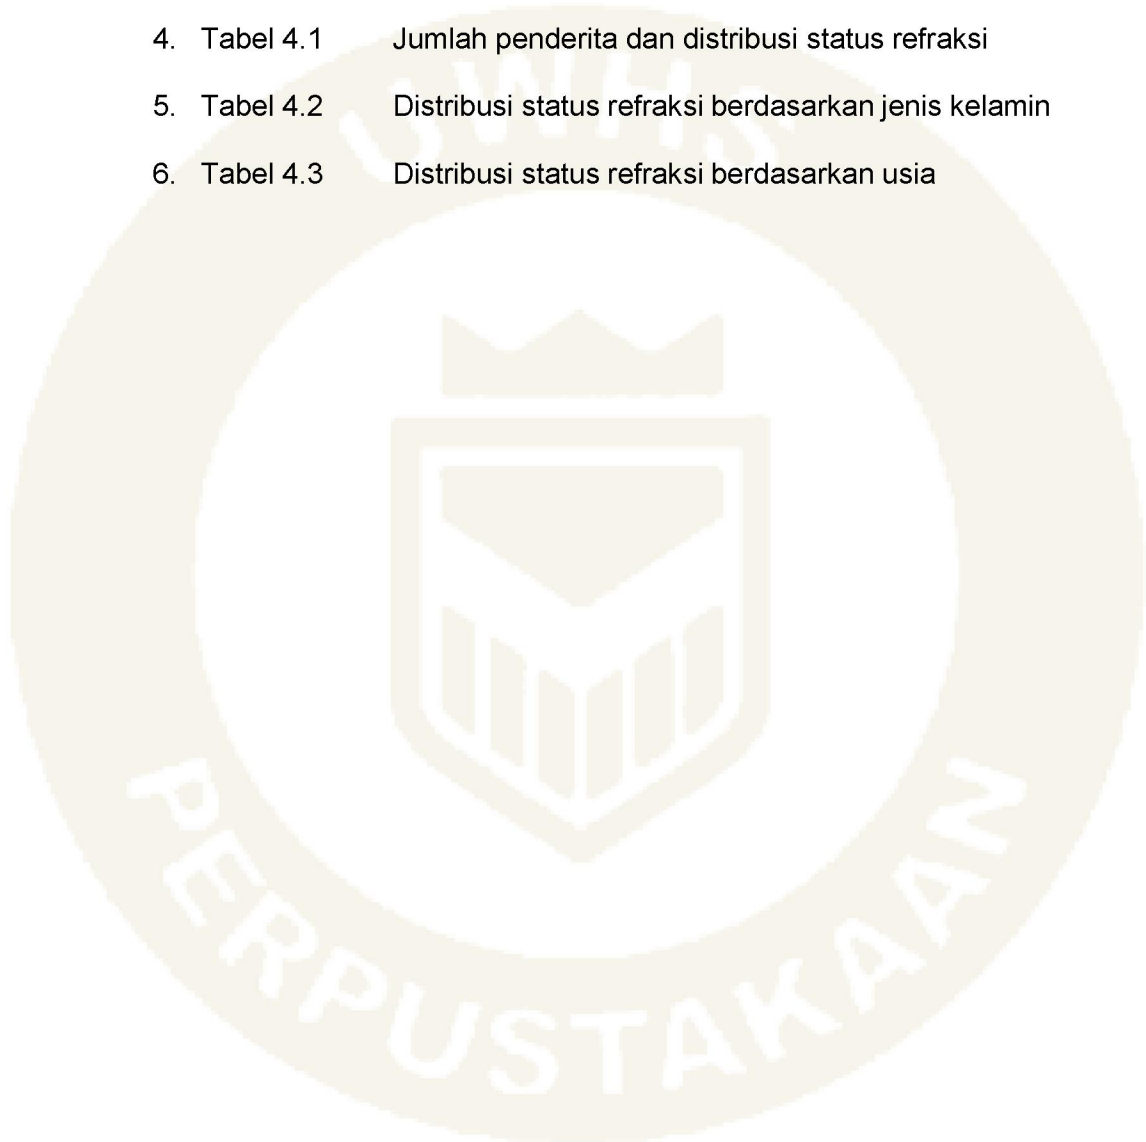 4. Tabel 4.1 Jumlah penderita dan distribusi status refraksi
5. Tabel 4.2 Distribusi status refraksi berdasarkan jenis kelamin
6. Tabel 4.3 Distribusi status refraksi berdasarkan usia
UWHS
PERPUSTAKAAN